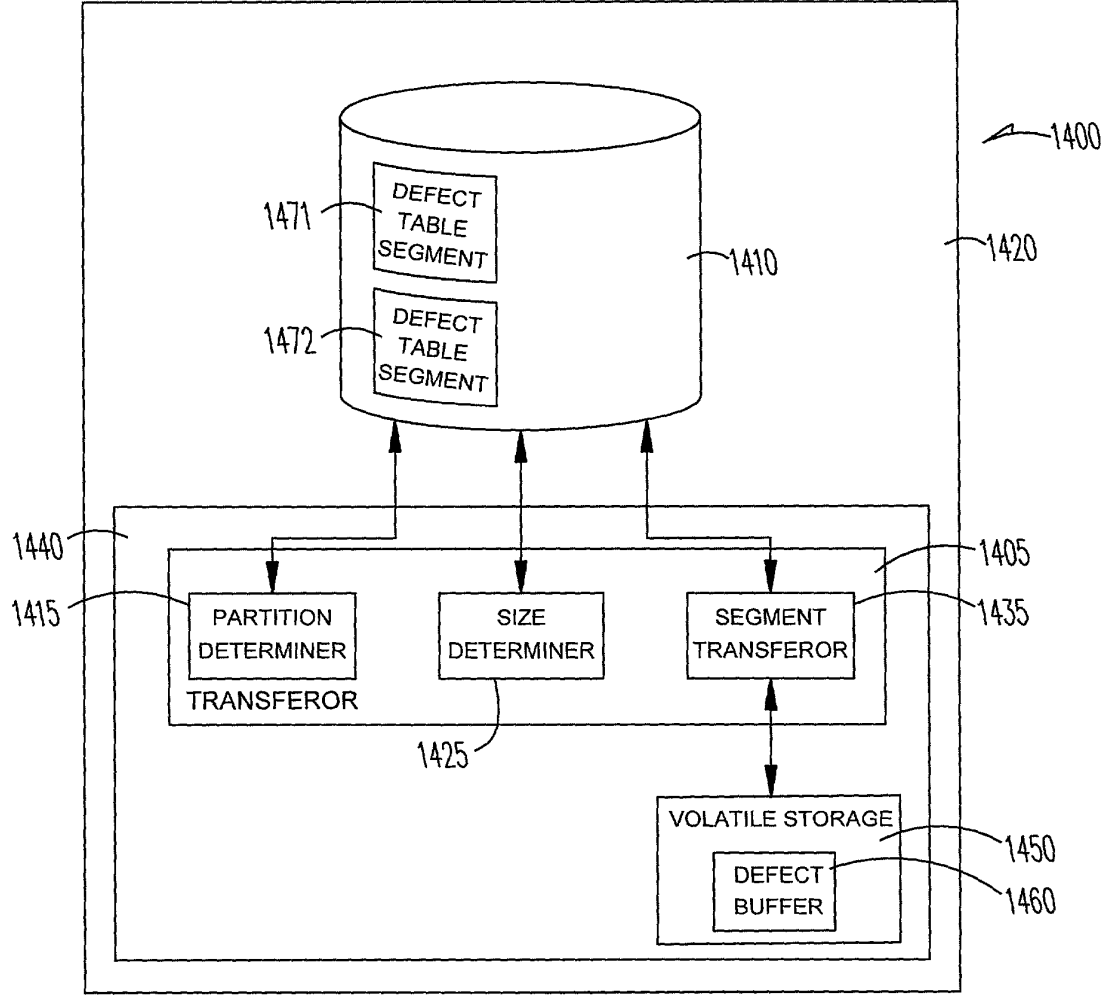 1400
1471
DEFECT
TABLE
SEGMENT
1410
1420
1472
DEFECT
TABLE
SEGMENT
1440
1405
1415
PARTITION
DETERMINER
SIZE
DETERMINER
SEGMENT
TRANSFEROR
1435
TRANSFEROR
1425
VOLATILE STORAGE
1450
DEFECT
BUFFER
1460